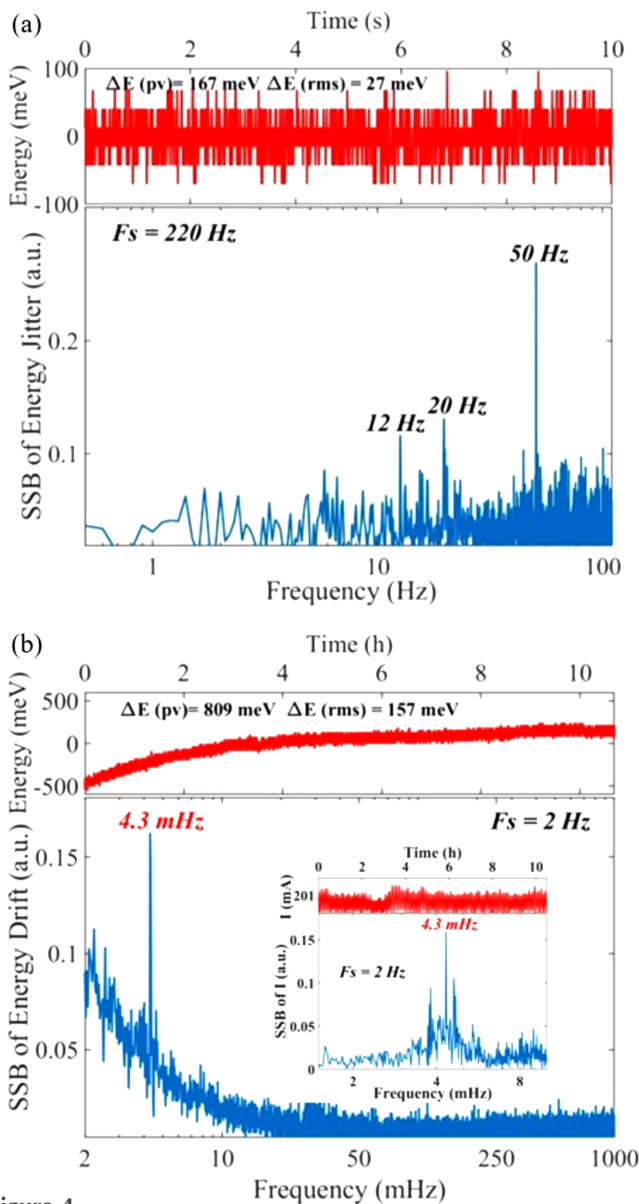 (a)
Time (s)
0 2 4 6 8 10
Energy (meV)
100
0
-100
ΔE (pv)= 167 meV ΔE (rms) = 27 meV
SSB of Energy Jitter (a.u.)
Fs = 220 Hz
50 Hz
0.2
12 Hz
20 Hz
0.1
1 10 100
Frequency (Hz)
(b)
Time (h)
0 2 4 6 8 10
Energy (meV)
500
0
-500
ΔE (pv)= 809 meV ΔE (rms) = 157 meV
SSB of Energy Drift (a.u.)
4.3 mHz
Fs = 2 Hz
0.15
0.1
0.05
Time (h)
0 2 4 6 8 10
I (mA)
201
4.3 mHz
SSB of I (a.u.)
0.15
Fs = 2 Hz
0.1
0.05
0
2 4 8
Frequency (mHz)
2 10 50 250 1000
Frequency (mHz)